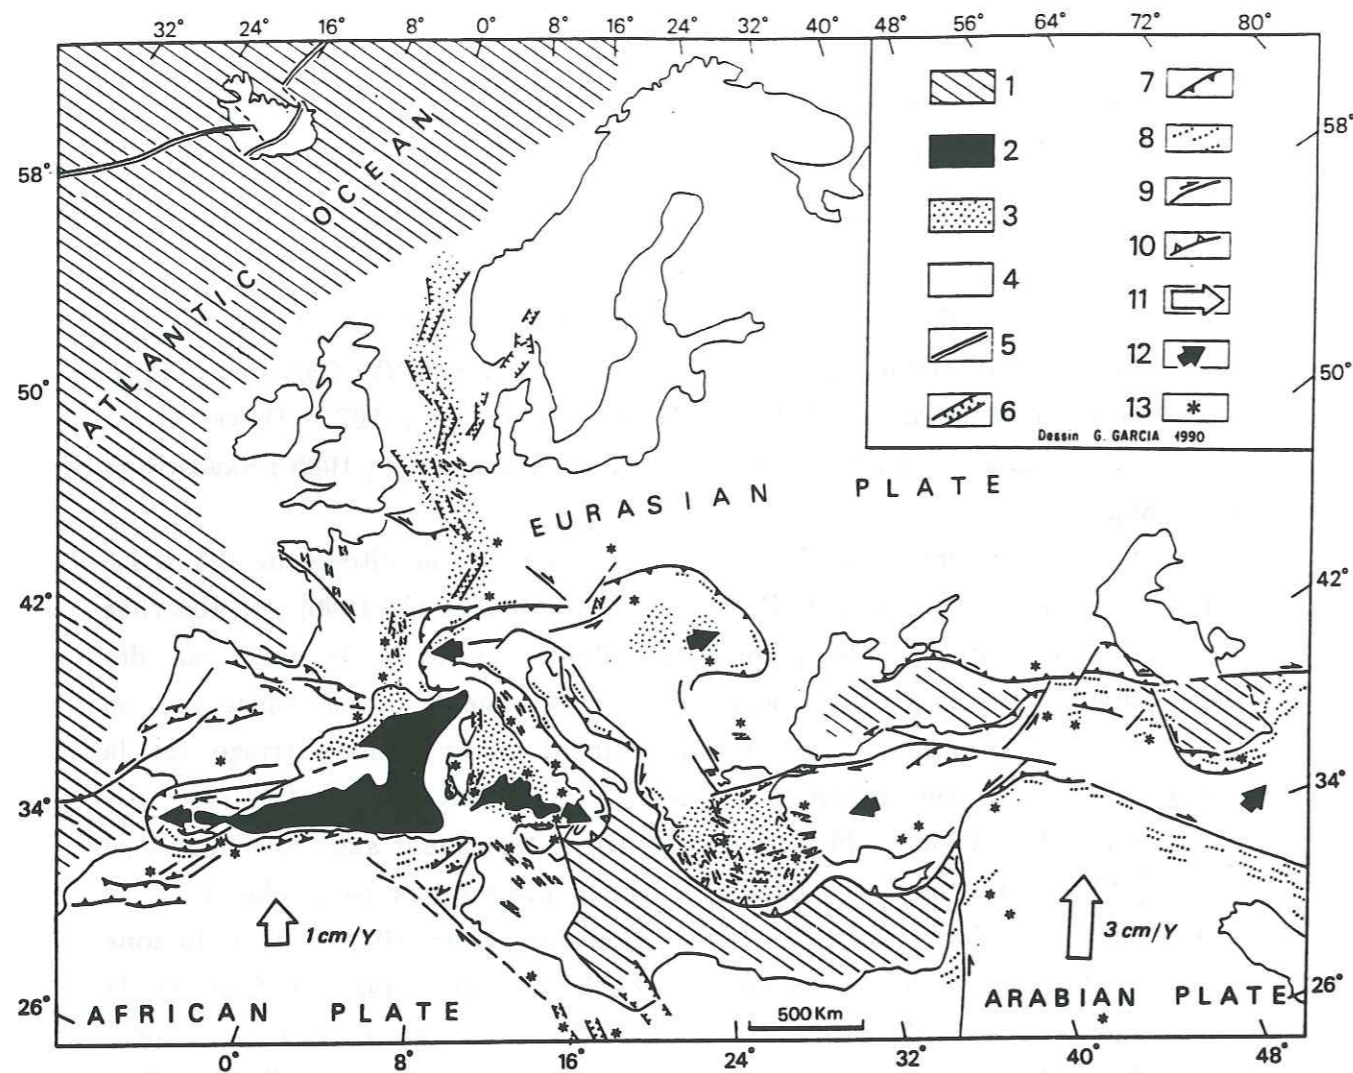 32° 24° 16° 8° 0° 8° 16° 24° 32° 40° 48° 56° 64° 72° 80°
1
2
3
4
5
6
7
8
9
10
11
12
13
Dessin G. GARCIA 1990
58°
58°
50°
50°
42°
42°
34°
34°
26°
26°
ATLANTIC OCEAN
EURASIAN PLATE
1 cm/Y
3 cm/Y
AFRICAN PLATE
ARABIAN PLATE
500 Km
0° 8° 16° 24° 32° 40° 48°